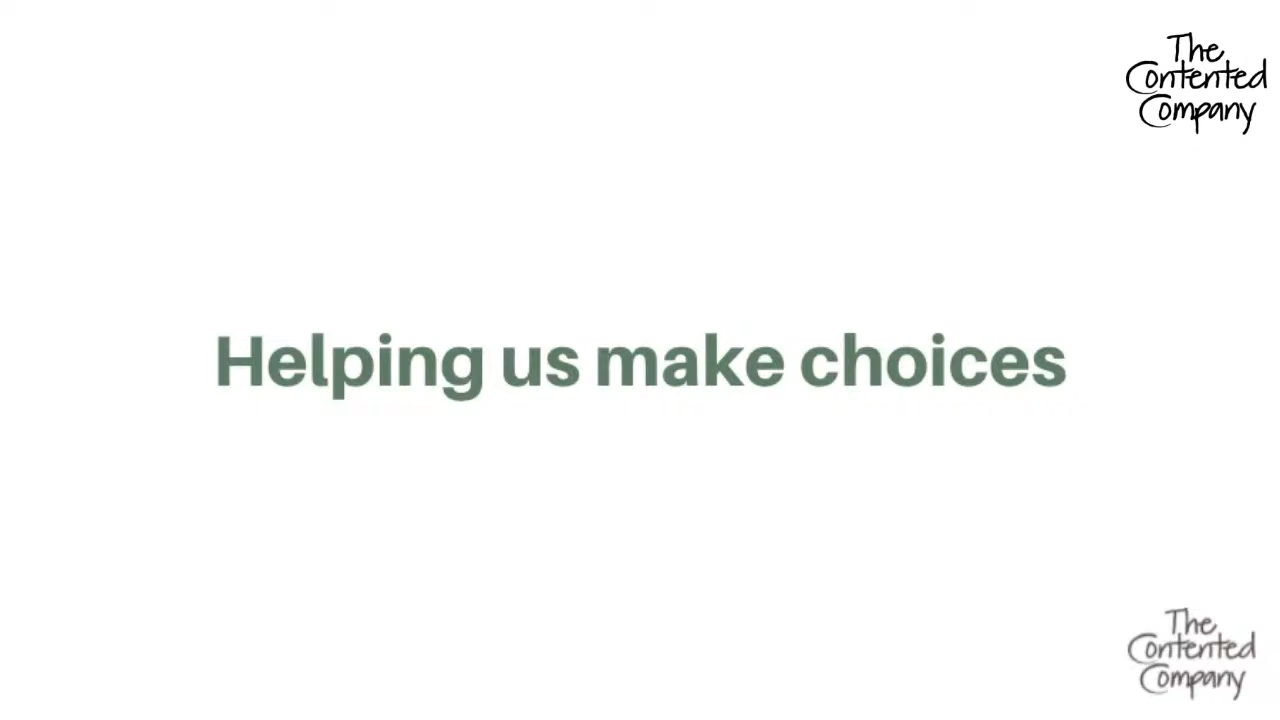 The
Contented
Company
Helping us make choices
The
Contented
Company